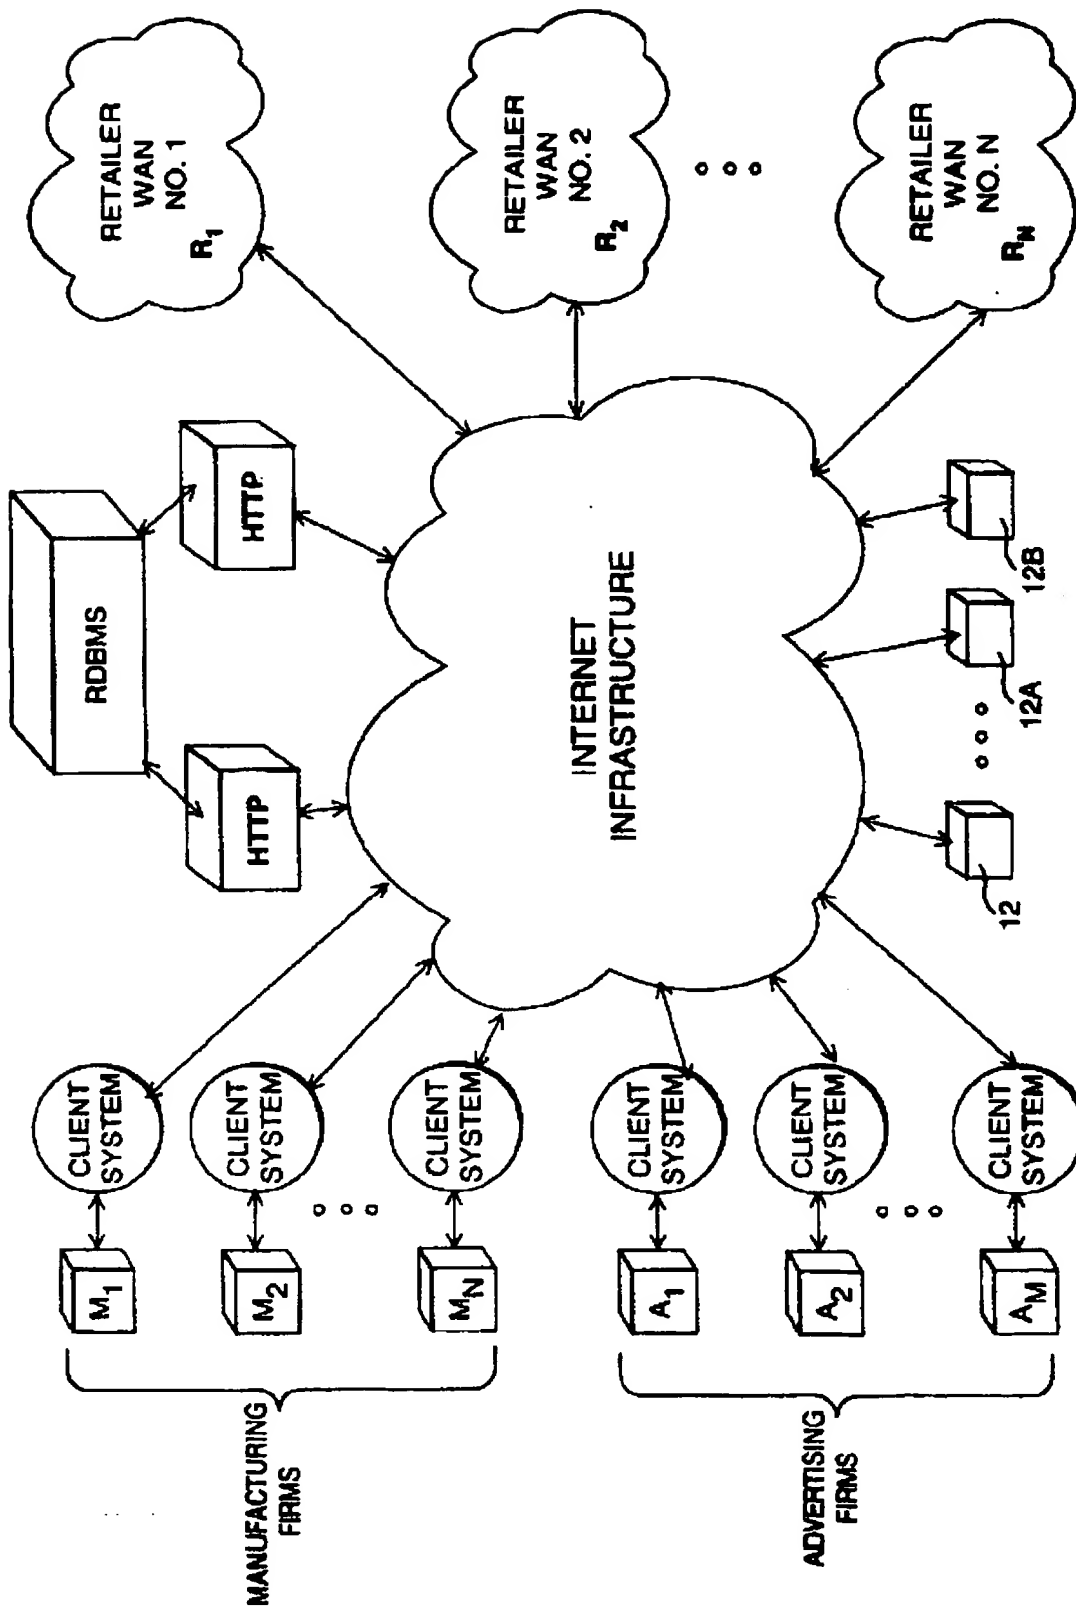 RDBMS
HTTP
HTTP
RETAILER
WAN
NO. 1
R1
RETAILER
WAN
NO. 2
R2
RETAILER
WAN
NO. N
RN
INTERNET
INFRASTRUCTURE
MANUFACTURING
FIRMS
M1
CLIENT
SYSTEM
M2
CLIENT
SYSTEM
MN
CLIENT
SYSTEM
ADVERTISING
FIRMS
A1
CLIENT
SYSTEM
A2
CLIENT
SYSTEM
AM
CLIENT
SYSTEM
12
12A
12B